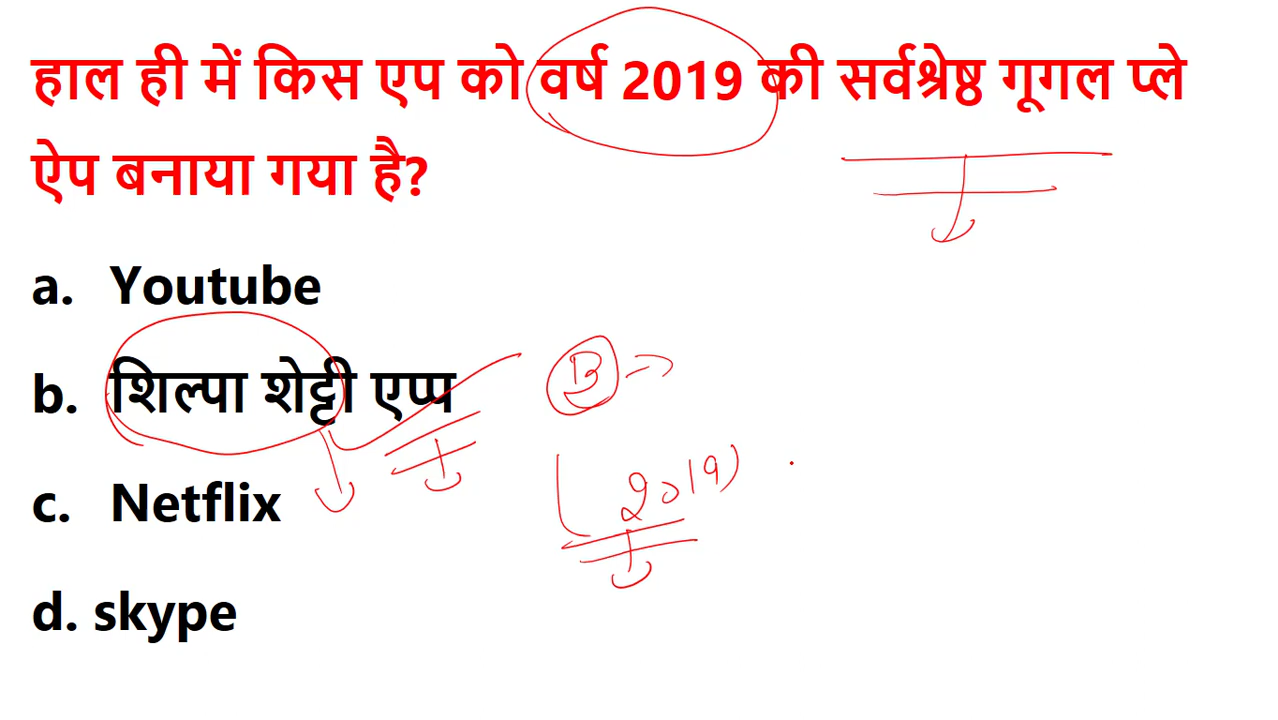 हाल ही में किस एप को वर्ष 2019 की सर्वश्रेष्ठ गूगल प्ले
ऐप बनाया गया है?
a. Youtube
b. शिल्पा शेट्टी एप्प
B
2019)
c. Netflix
d. skype